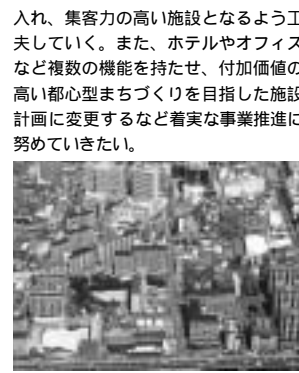 入れ、集客力の高い施設となるよう工
夫していく。また、ホテルやオフィス
など複数の機能を持たせ、付加価値の
高い都心型まちづくりを目指した施設
計画に変更するなど着実な事業推進に
努めていきたい。